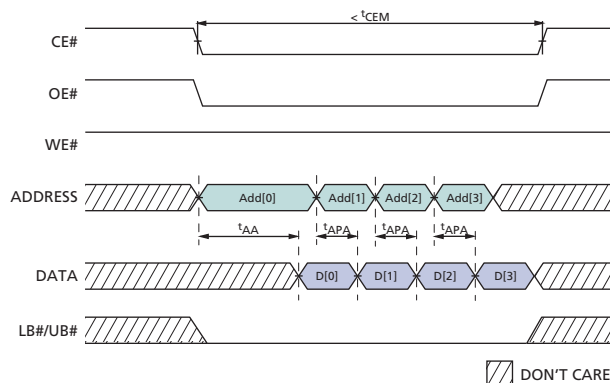 < tCEM
CE#
OE#
WE#
ADDRESS Add[0] Add[1] Add[2] Add[3]
tAA tAPA tAPA tAPA
DATA D[0] D[1] D[2] D[3]
LB#/UB#
DON'T CARE